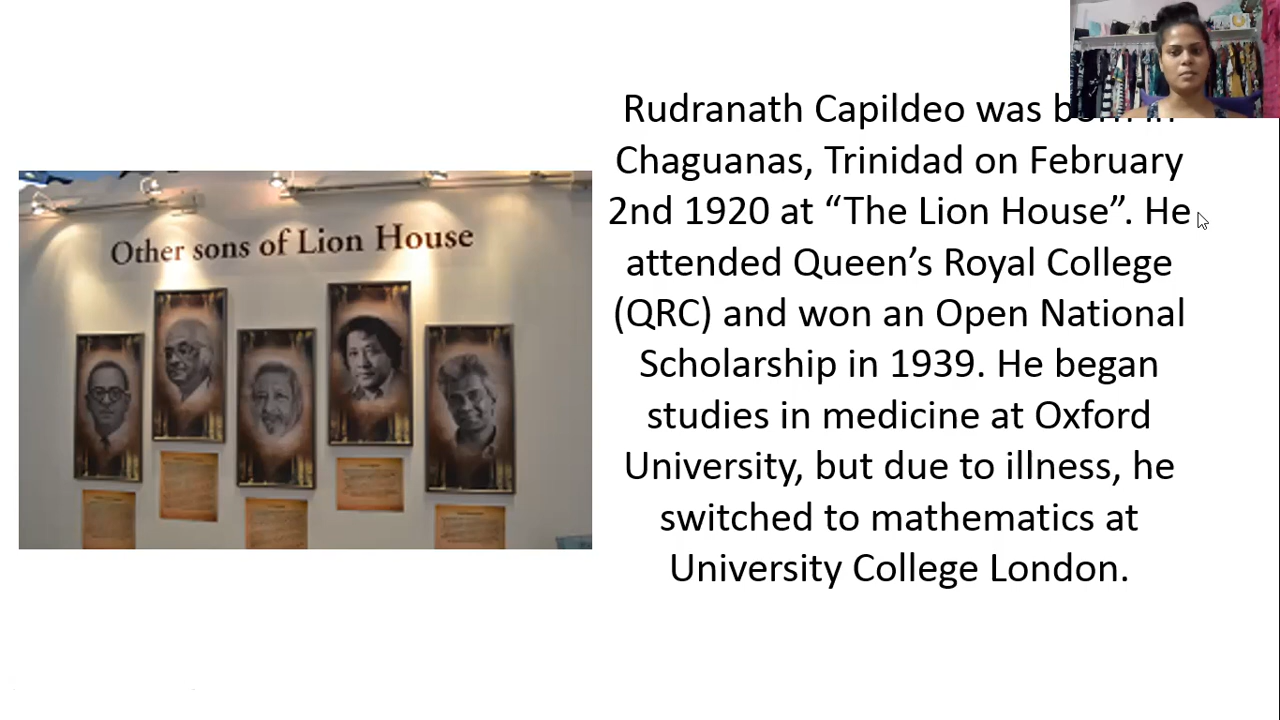 Other sons of Lion House
Rudranath Capildeo was born in
Chaguanas, Trinidad on February
2nd 1920 at “The Lion House”. He
attended Queen’s Royal College
(QRC) and won an Open National
Scholarship in 1939. He began
studies in medicine at Oxford
University, but due to illness, he
switched to mathematics at
University College London.